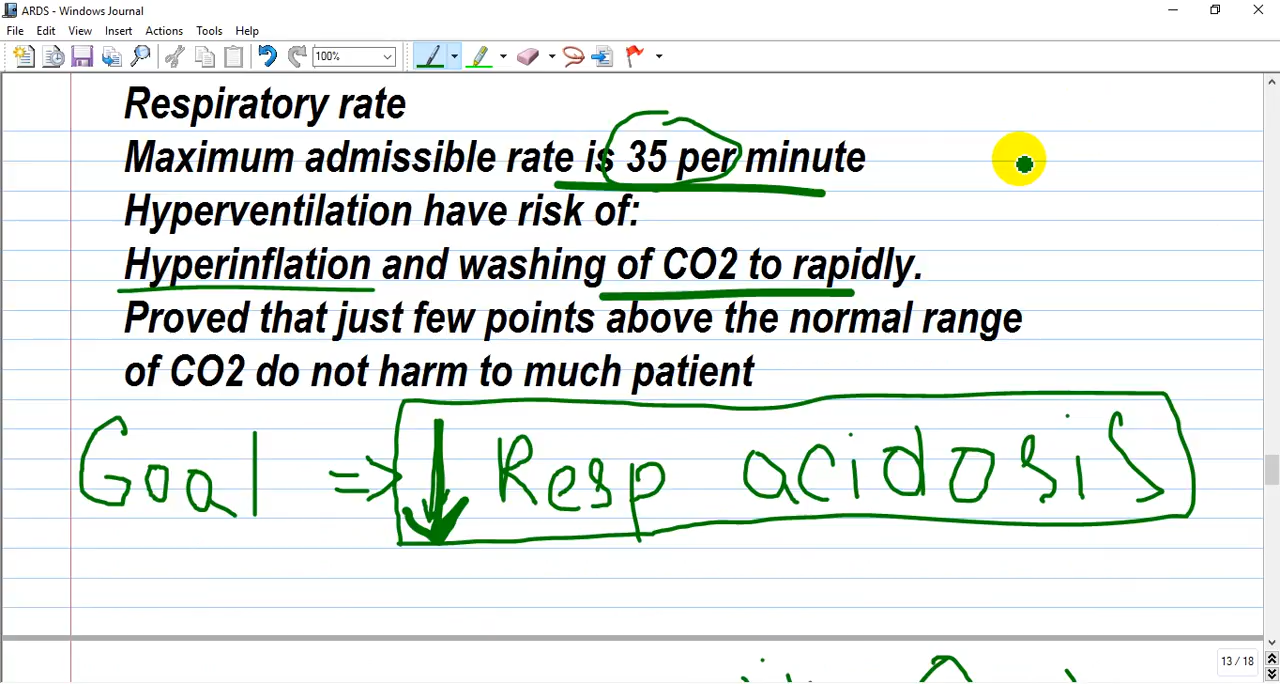 ARDS - Windows Journal
File Edit View Insert Actions Tools Help
100%
Respiratory rate
Maximum admissible rate is 35 per minute
Hyperventilation have risk of:
Hyperinflation and washing of CO2 to rapidly.
Proved that just few points above the normal range
of CO2 do not harm to much patient
Goal => ↓ Resp acidosis
13 / 18